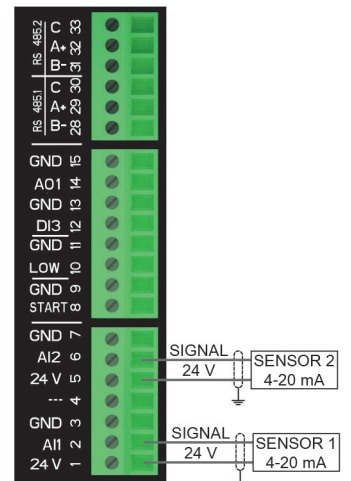 RS 485.2
C 33
A+ 32
B- 31
RS 485.1
C 30
A+ 29
B- 28
GND 15
AO1 14
GND 13
DI3 12
GND 11
LOW 10
GND 9
START 8
GND 7
AI2 6
24 V 5
--- 4
GND 3
AI1 2
24 V 1
SIGNAL
24 V
SENSOR 2
4-20 mA
SIGNAL
24 V
SENSOR 1
4-20 mA